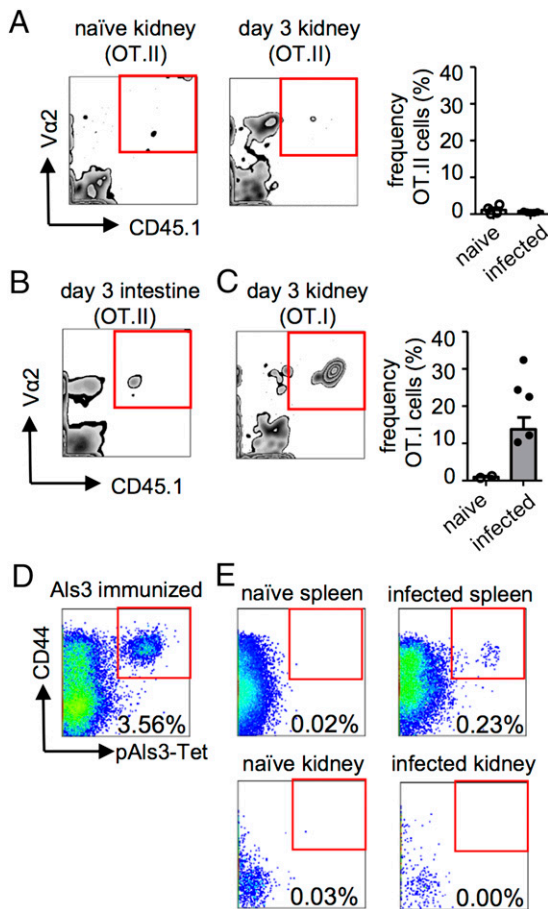 A
naïve kidney
(OT.II)
day 3 kidney
(OT.II)
Vα2
CD45.1
frequency
OT.II cells (%)
40
30
20
10
0
naive
infected
B
day 3 intestine
(OT.II)
Vα2
CD45.1
C
day 3 kidney
(OT.I)
frequency
OT.I cells (%)
40
30
20
10
0
naive
infected
D
Als3 immunized
CD44
3.56%
pAls3-Tet
E
naïve spleen
0.02%
infected spleen
0.23%
naïve kidney
0.03%
infected kidney
0.00%